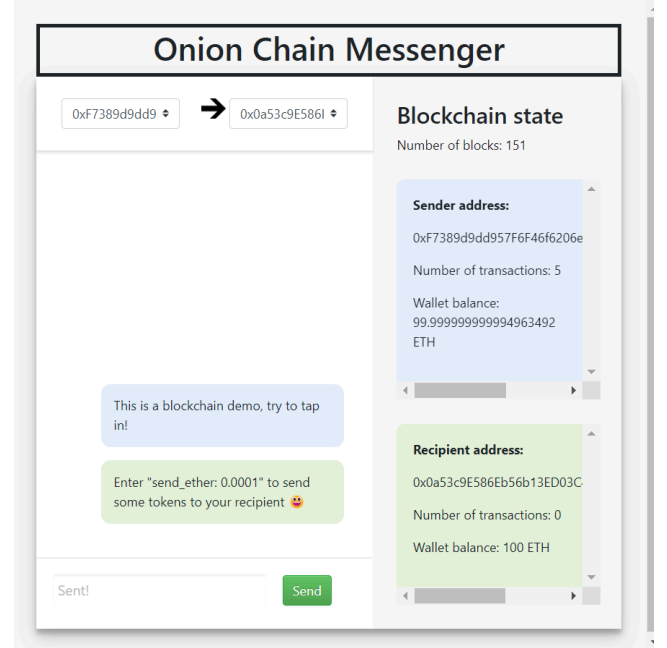 Onion Chain Messenger
0xF7389d9dd9
➔
0x0a53c9E586
Blockchain state
Number of blocks: 151
Sender address:
0xF7389d9dd957F6F46f6206e
Number of transactions: 5
Wallet balance:
99.999999999994963492
ETH
This is a blockchain demo, try to tap
in!
Enter "send_ether: 0.0001" to send
some tokens to your recipient 😃
Recipient address:
0x0a53c9E586Eb56b13ED03C
Number of transactions: 0
Wallet balance: 100 ETH
Sent!
Send